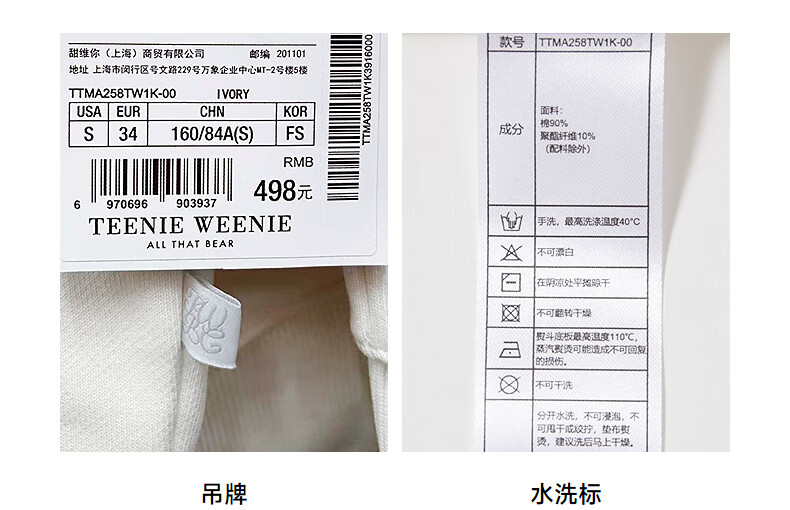 甜维你（上海）商贸有限公司 邮编 201101
地址 上海市闵行区号文路229号万象企业中心MT-2号楼5楼
TTMA258TW1K-00 IVORY
USA EUR CHN KOR
S 34 160/84A(S) FS
RMB
498元
6 970696 903937
TEENIE WEENIE
ALL THAT BEAR
TTMA258TW1K3916000
吊牌
款号 TTMA258TW1K-00
成分
面料：
棉90%
聚酯纤维10%
（配料除外）
手洗，最高洗涤温度40°C
不可漂白
在阴凉处平摊晾干
不可翻转干燥
熨斗底板最高温度110℃，
蒸汽熨烫可能造成不可回复
的损伤。
不可干洗
分开水洗，不可浸泡，不
可甩干或绞拧，垫布熨
烫，建议洗后马上干燥。
水洗标